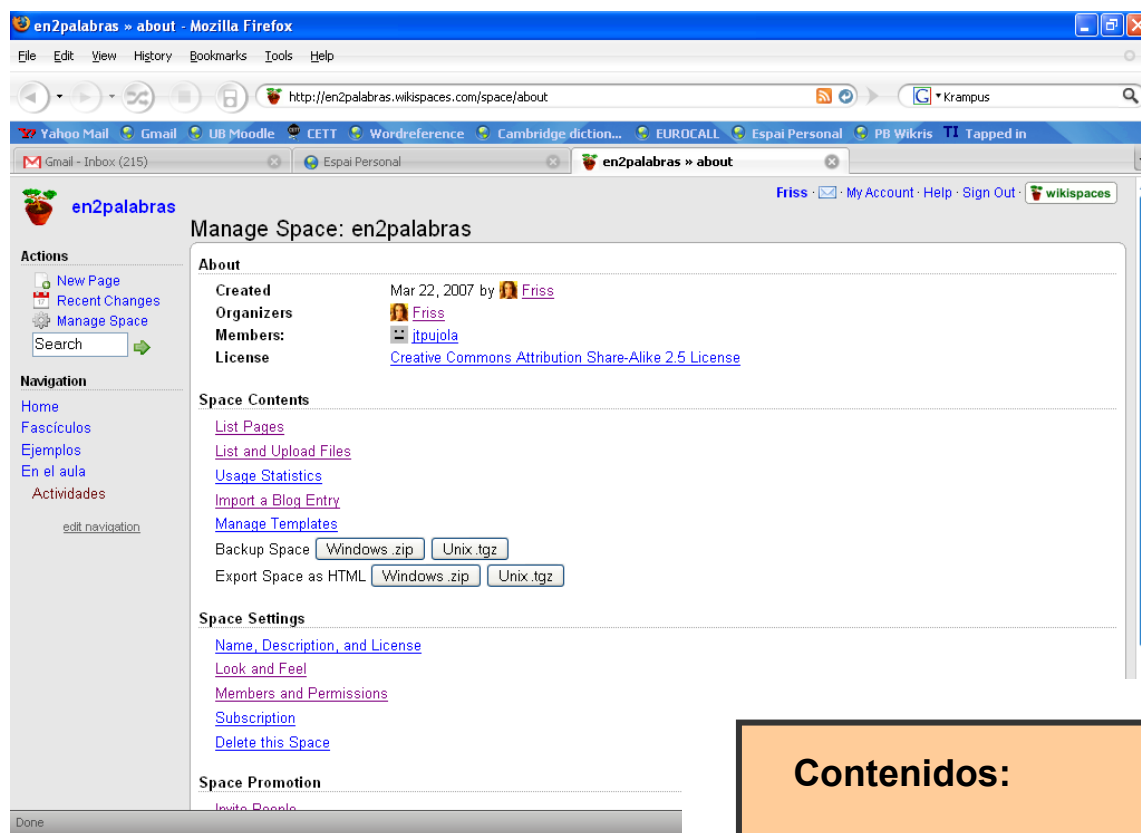 en2palabras » about - Mozilla Firefox
File Edit View History Bookmarks Tools Help
http://en2palabras.wikispaces.com/space/about G Krampus
Yahoo Mail Gmail UB Moodle CETT Wordreference Cambridge diction... EUROCALL Espai Personal PB Wikris TI Tapped in
Gmail - Inbox (215) Espai Personal en2palabras » about
Friss · My Account · Help · Sign Out · wikispaces
en2palabras
Manage Space: en2palabras
Actions
New Page
Recent Changes
Manage Space
Search
Navigation
Home
Fascículos
Ejemplos
En el aula
Actividades
edit navigation
About
Created Mar 22, 2007 by Friss
Organizers Friss
Members: jtpujola
License Creative Commons Attribution Share-Alike 2.5 License
Space Contents
List Pages
List and Upload Files
Usage Statistics
Import a Blog Entry
Manage Templates
Backup Space Windows .zip Unix .tgz
Export Space as HTML Windows .zip Unix .tgz
Space Settings
Name, Description, and License
Look and Feel
Members and Permissions
Subscription
Delete this Space
Space Promotion
Invite People
Done
Contenidos: